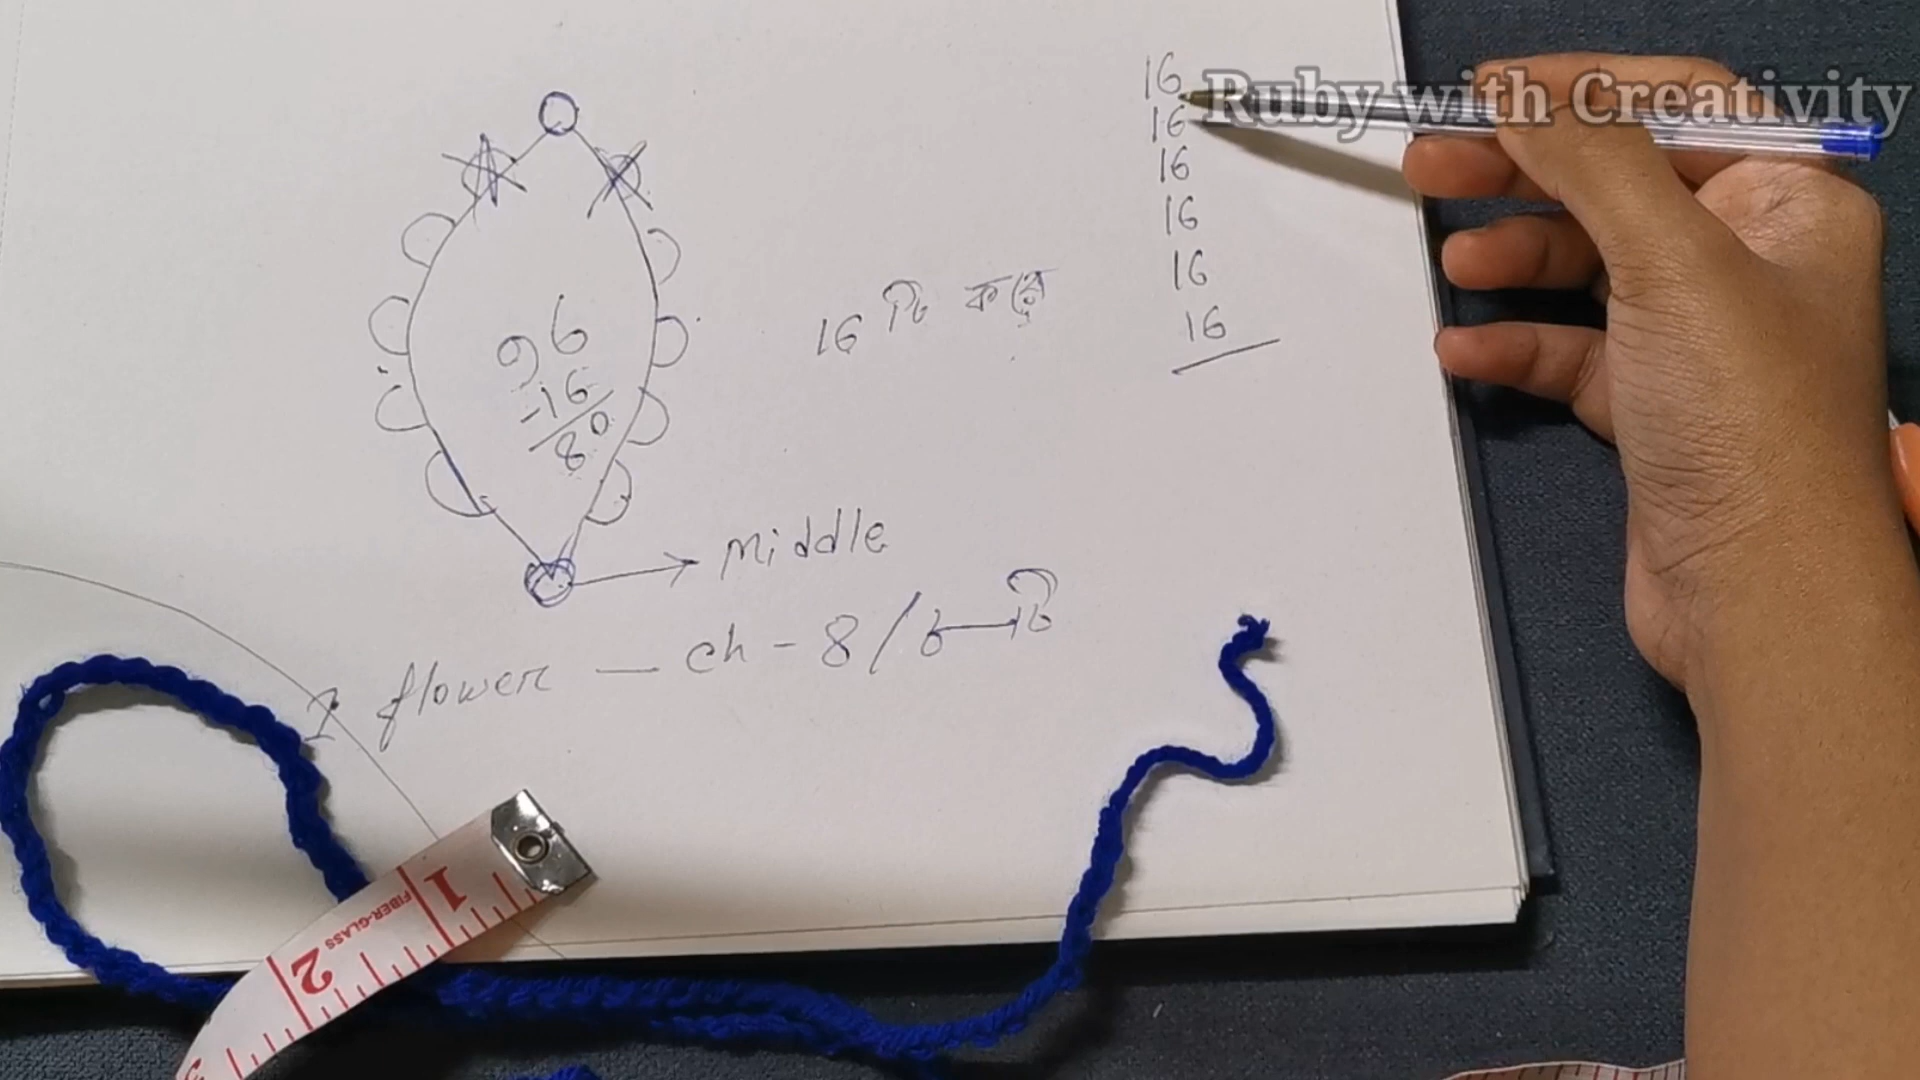 Ruby with Creativity
16
16
16
16
16
16
16 টি করে
96
-16
80
middle
1 flower — ch - 8 / ৮ টি
1
2
FIBER-GLASS